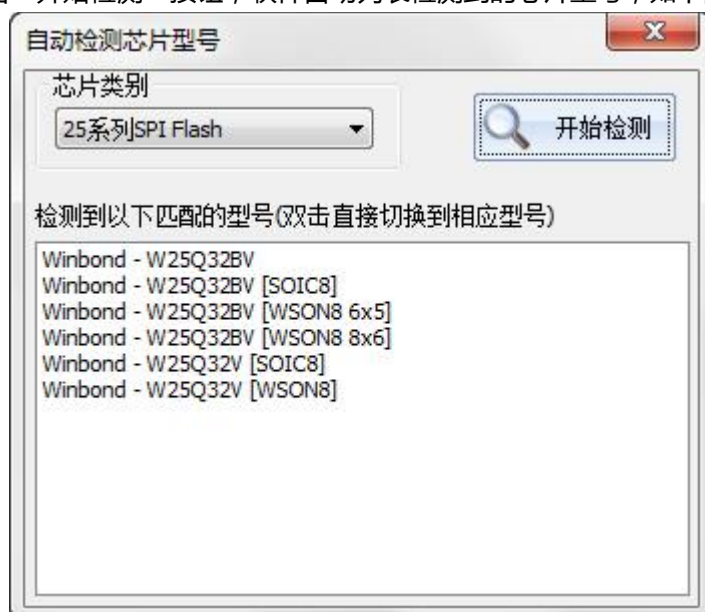 自动检测芯片型号
芯片类别
25系列SPI Flash
开始检测
检测到以下匹配的型号(双击直接切换到相应型号)
Winbond - W25Q32BV
Winbond - W25Q32BV [SOIC8]
Winbond - W25Q32BV [WSON8 6x5]
Winbond - W25Q32BV [WSON8 8x6]
Winbond - W25Q32V [SOIC8]
Winbond - W25Q32V [WSON8]